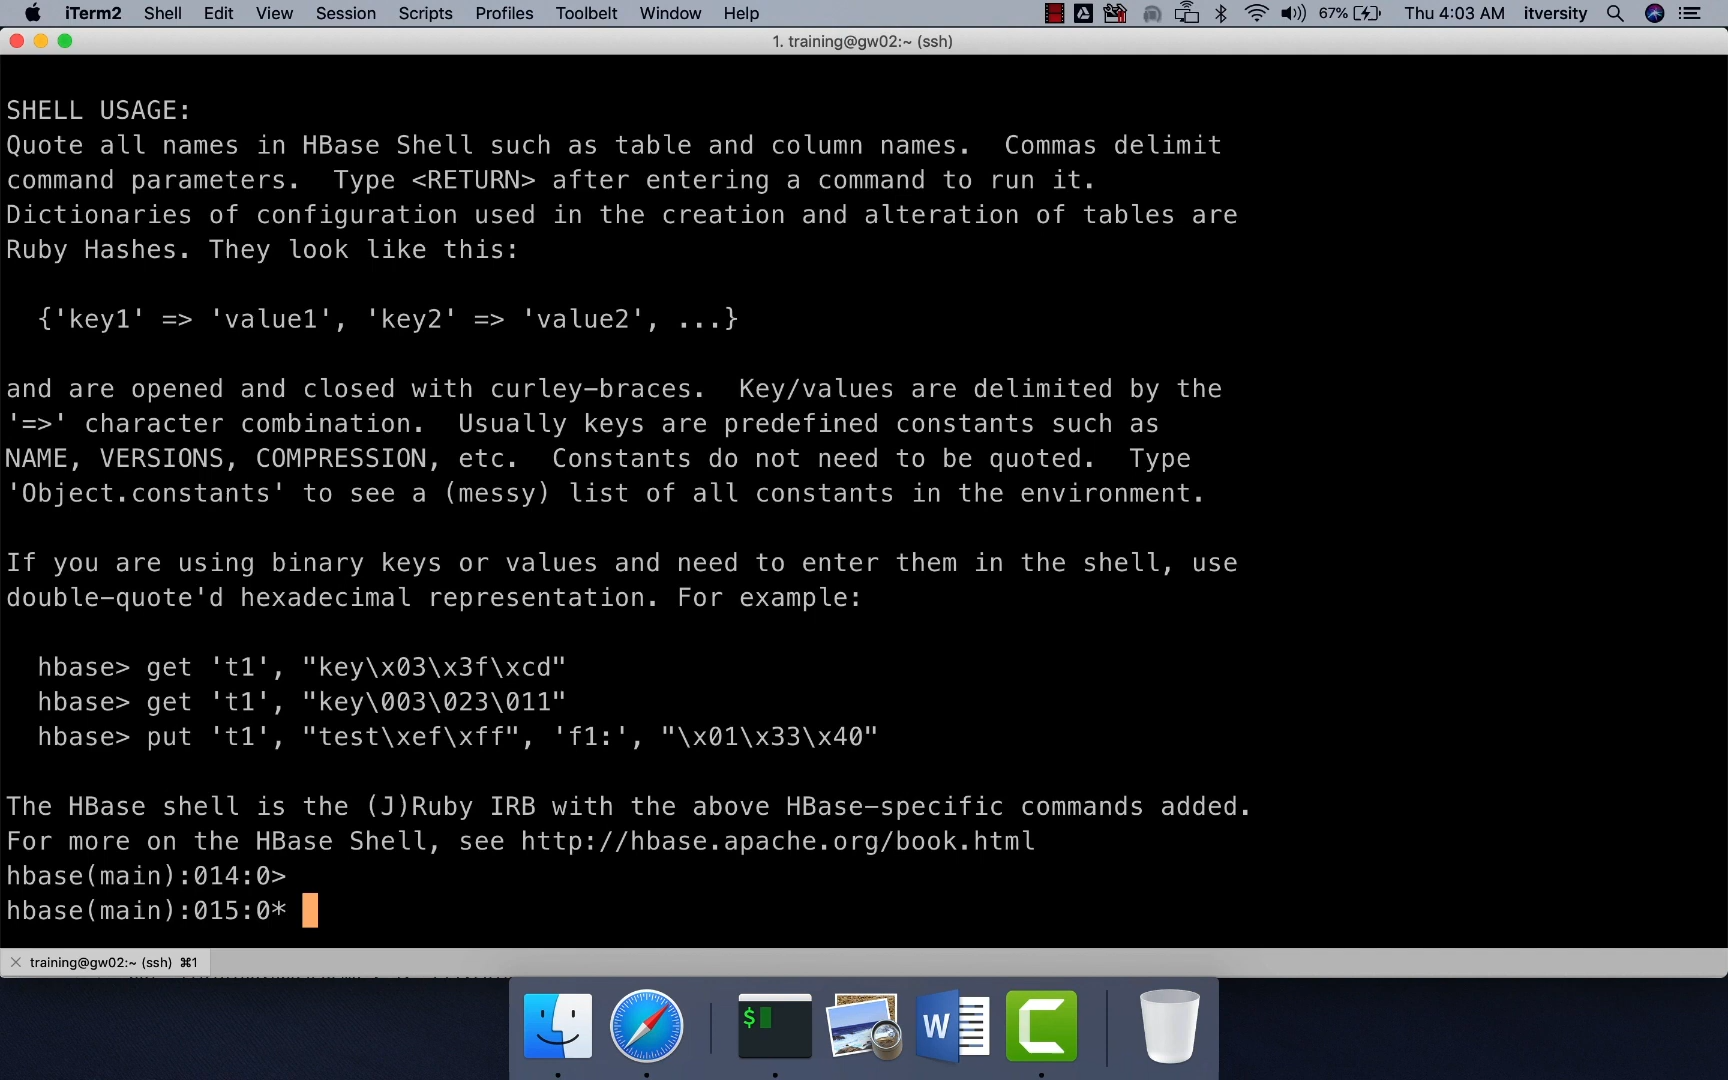 iTerm2 Shell Edit View Session Scripts Profiles Toolbelt Window Help 67% Thu 4:03 AM itversity
1. training@gw02:~ (ssh)
SHELL USAGE:
Quote all names in HBase Shell such as table and column names.  Commas delimit
command parameters.  Type <RETURN> after entering a command to run it.
Dictionaries of configuration used in the creation and alteration of tables are
Ruby Hashes. They look like this:
  {'key1' => 'value1', 'key2' => 'value2', ...}
and are opened and closed with curley-braces.  Key/values are delimited by the
'=>' character combination.  Usually keys are predefined constants such as
NAME, VERSIONS, COMPRESSION, etc.  Constants do not need to be quoted.  Type
'Object.constants' to see a (messy) list of all constants in the environment.
If you are using binary keys or values and need to enter them in the shell, use
double-quote'd hexadecimal representation. For example:
  hbase> get 't1', "key\x03\x3f\xcd"
  hbase> get 't1', "key\003\023\011"
  hbase> put 't1', "test\xef\xff", 'f1:', "\x01\x33\x40"
The HBase shell is the (J)Ruby IRB with the above HBase-specific commands added.
For more on the HBase Shell, see http://hbase.apache.org/book.html
hbase(main):014:0>
hbase(main):015:0*
training@gw02:~ (ssh) ⌘1
$
W